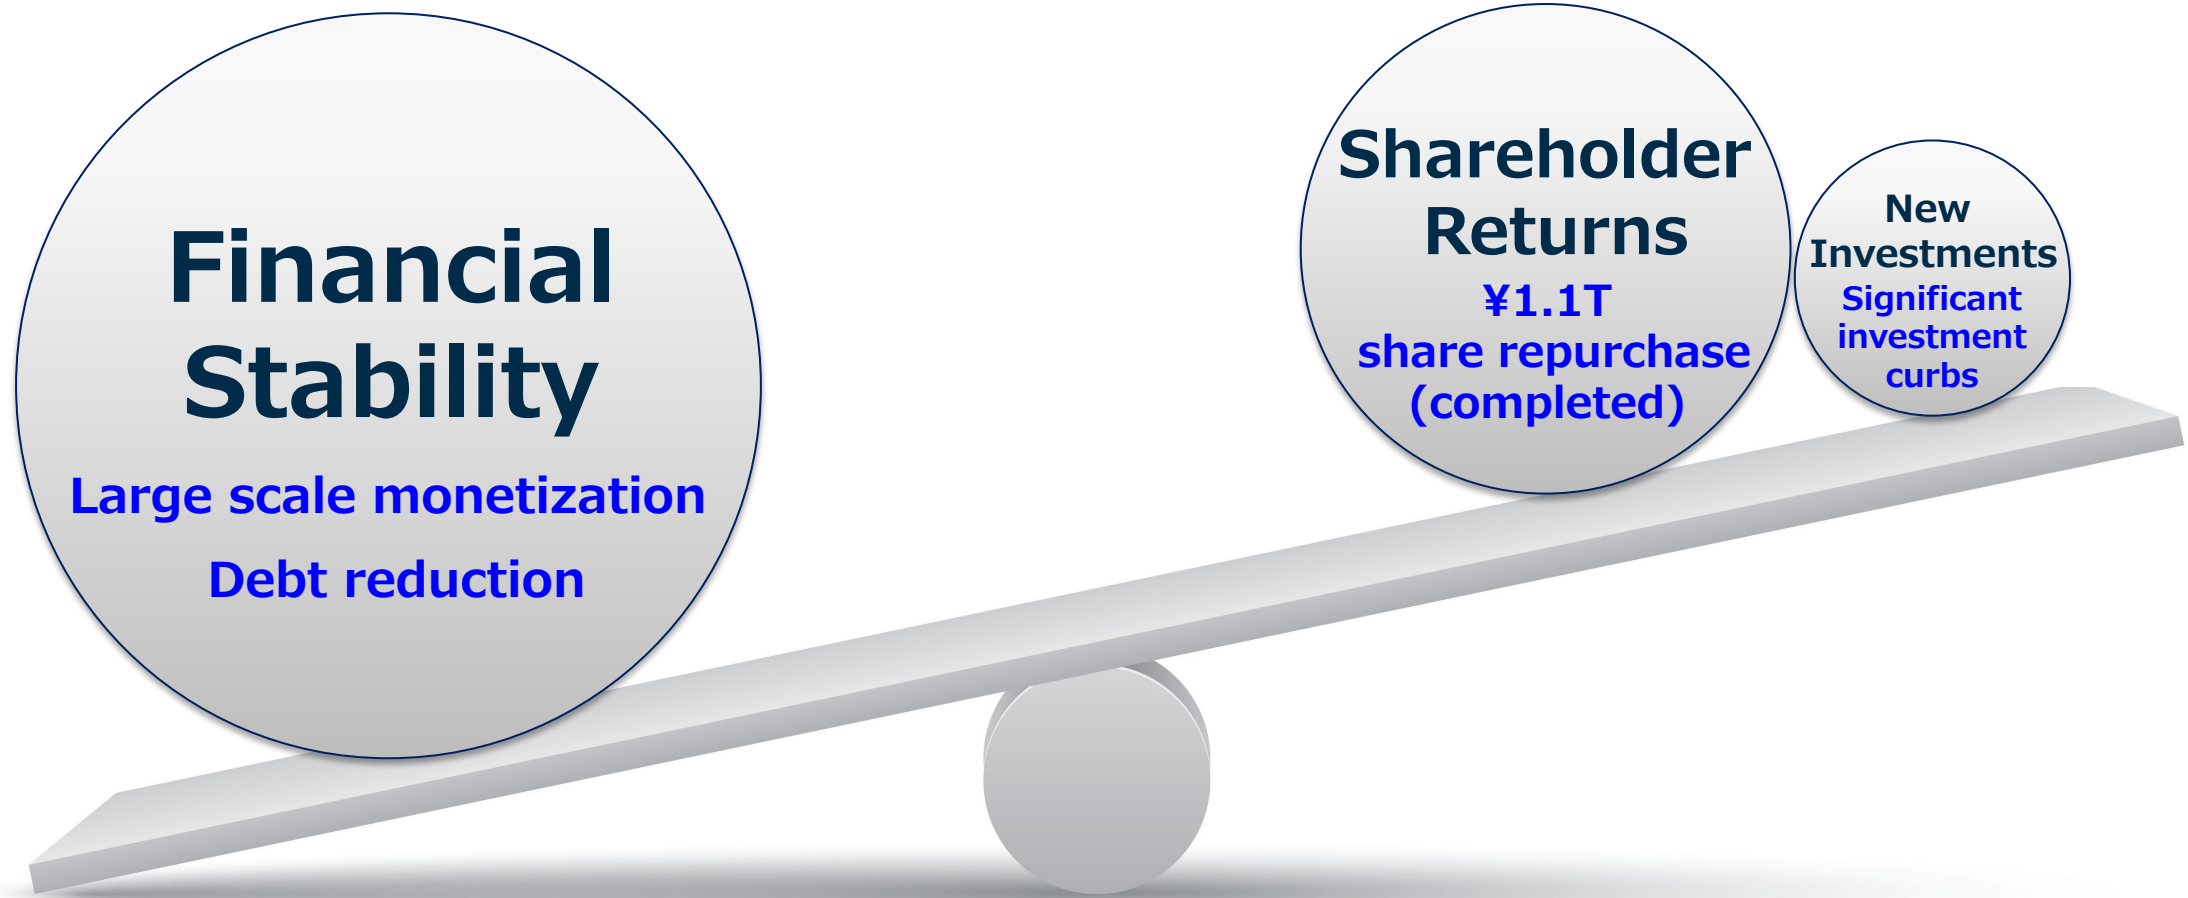 Financial
Stability
Large scale monetization
Debt reduction
Shareholder
Returns
¥1.1T
share repurchase
(completed)
New
Investments
Significant
investment
curbs